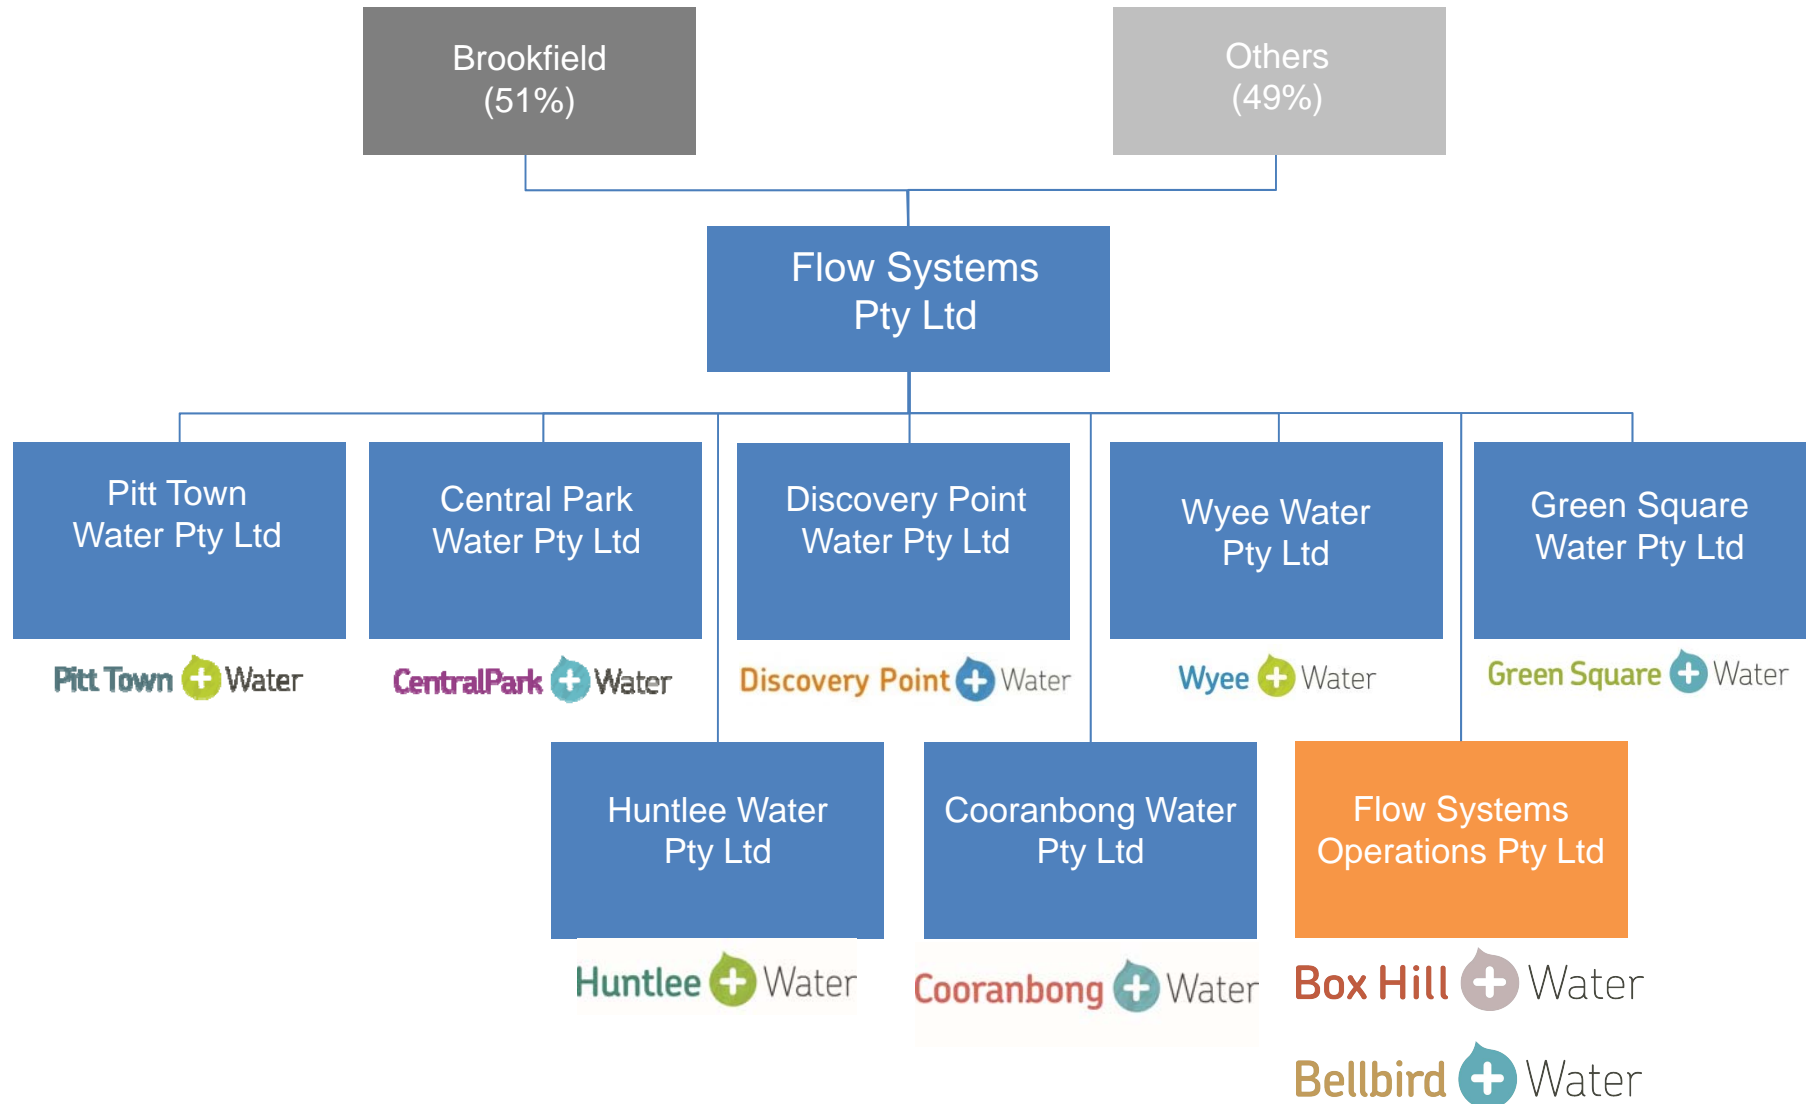 Brookfield
(51%)
Others
(49%)
Flow Systems
Pty Ltd
Pitt Town
Water Pty Ltd
Central Park
Water Pty Ltd
Discovery Point
Water Pty Ltd
Wyee Water
Pty Ltd
Green Square
Water Pty Ltd
Pitt Town + Water
CentralPark + Water
Discovery Point + Water
Wyee + Water
Green Square + Water
Huntlee Water
Pty Ltd
Cooranbong Water
Pty Ltd
Flow Systems
Operations Pty Ltd
Huntlee + Water
Cooranbong + Water
Box Hill + Water
Bellbird + Water